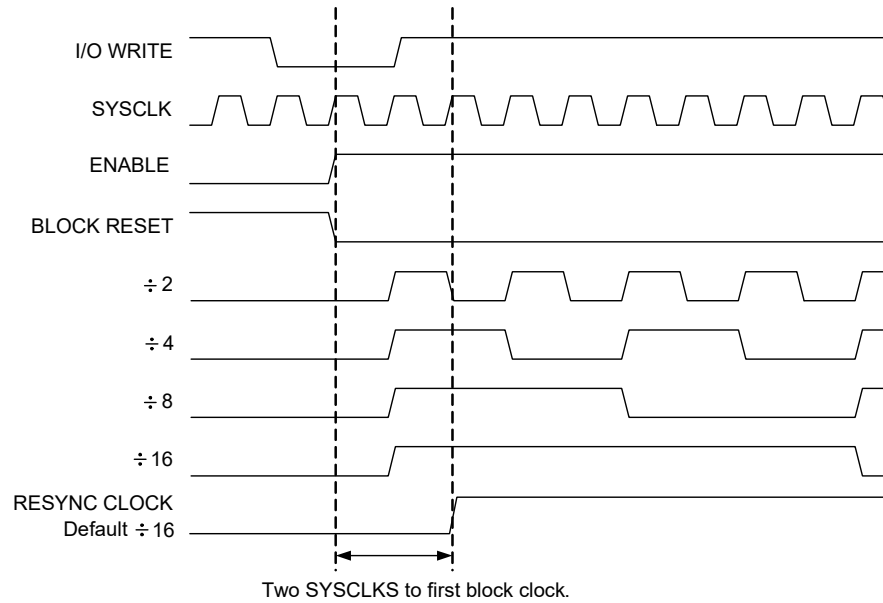 I/O WRITE
SYSCLK
ENABLE
BLOCK RESET
÷ 2
÷ 4
÷ 8
÷ 16
RESYNC CLOCK
Default ÷ 16
Two SYSCLKS to first block clock.